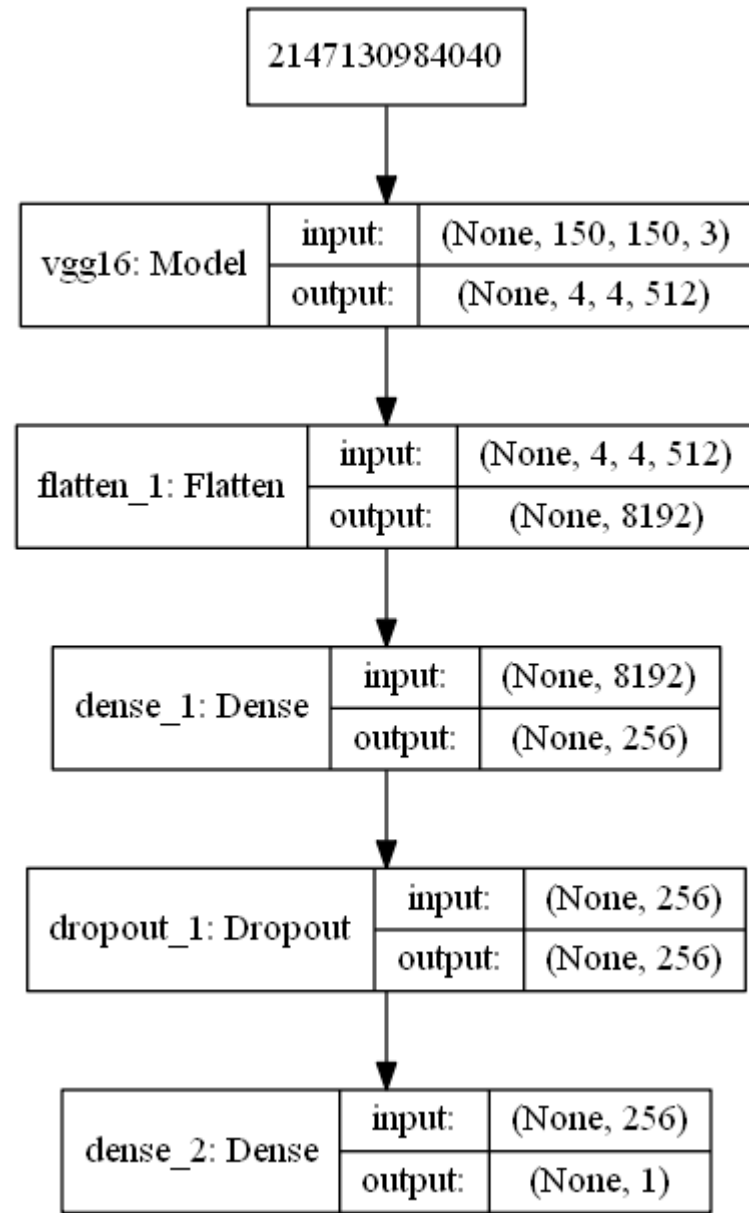 2147130984040
vgg16: Model
input:
(None, 150, 150, 3)
output:
(None, 4, 4, 512)
flatten_1: Flatten
input:
(None, 4, 4, 512)
output:
(None, 8192)
dense_1: Dense
input:
(None, 8192)
output:
(None, 256)
dropout_1: Dropout
input:
(None, 256)
output:
(None, 256)
dense_2: Dense
input:
(None, 256)
output:
(None, 1)